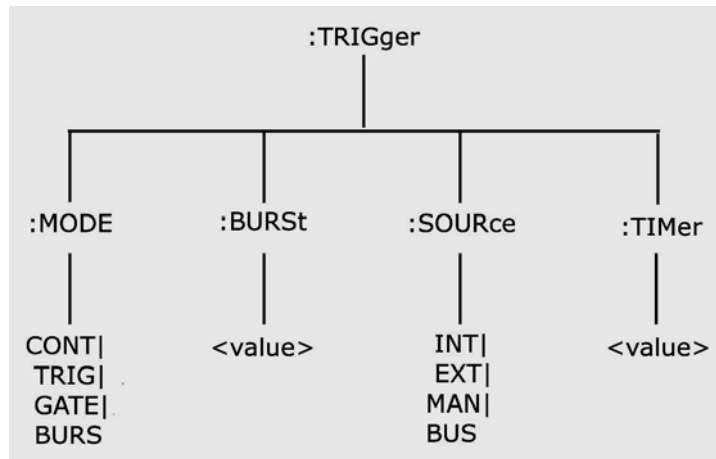 :TRIGger
:MODE :BURSt :SOURce :TIMer
CONT| <value> INT| <value>
TRIG| EXT|
GATE| MAN|
BURS BUS